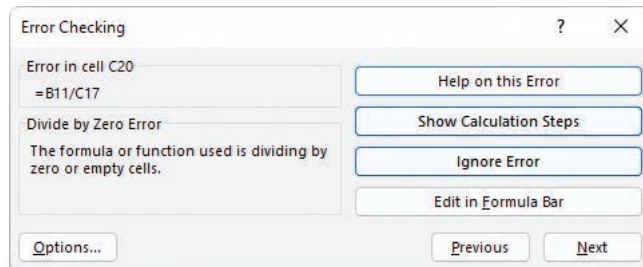 Error Checking ? X
Error in cell C20
=B11/C17
Divide by Zero Error
The formula or function used is dividing by
zero or empty cells.
Help on this Error
Show Calculation Steps
Ignore Error
Edit in Formula Bar
Options...
Previous
Next